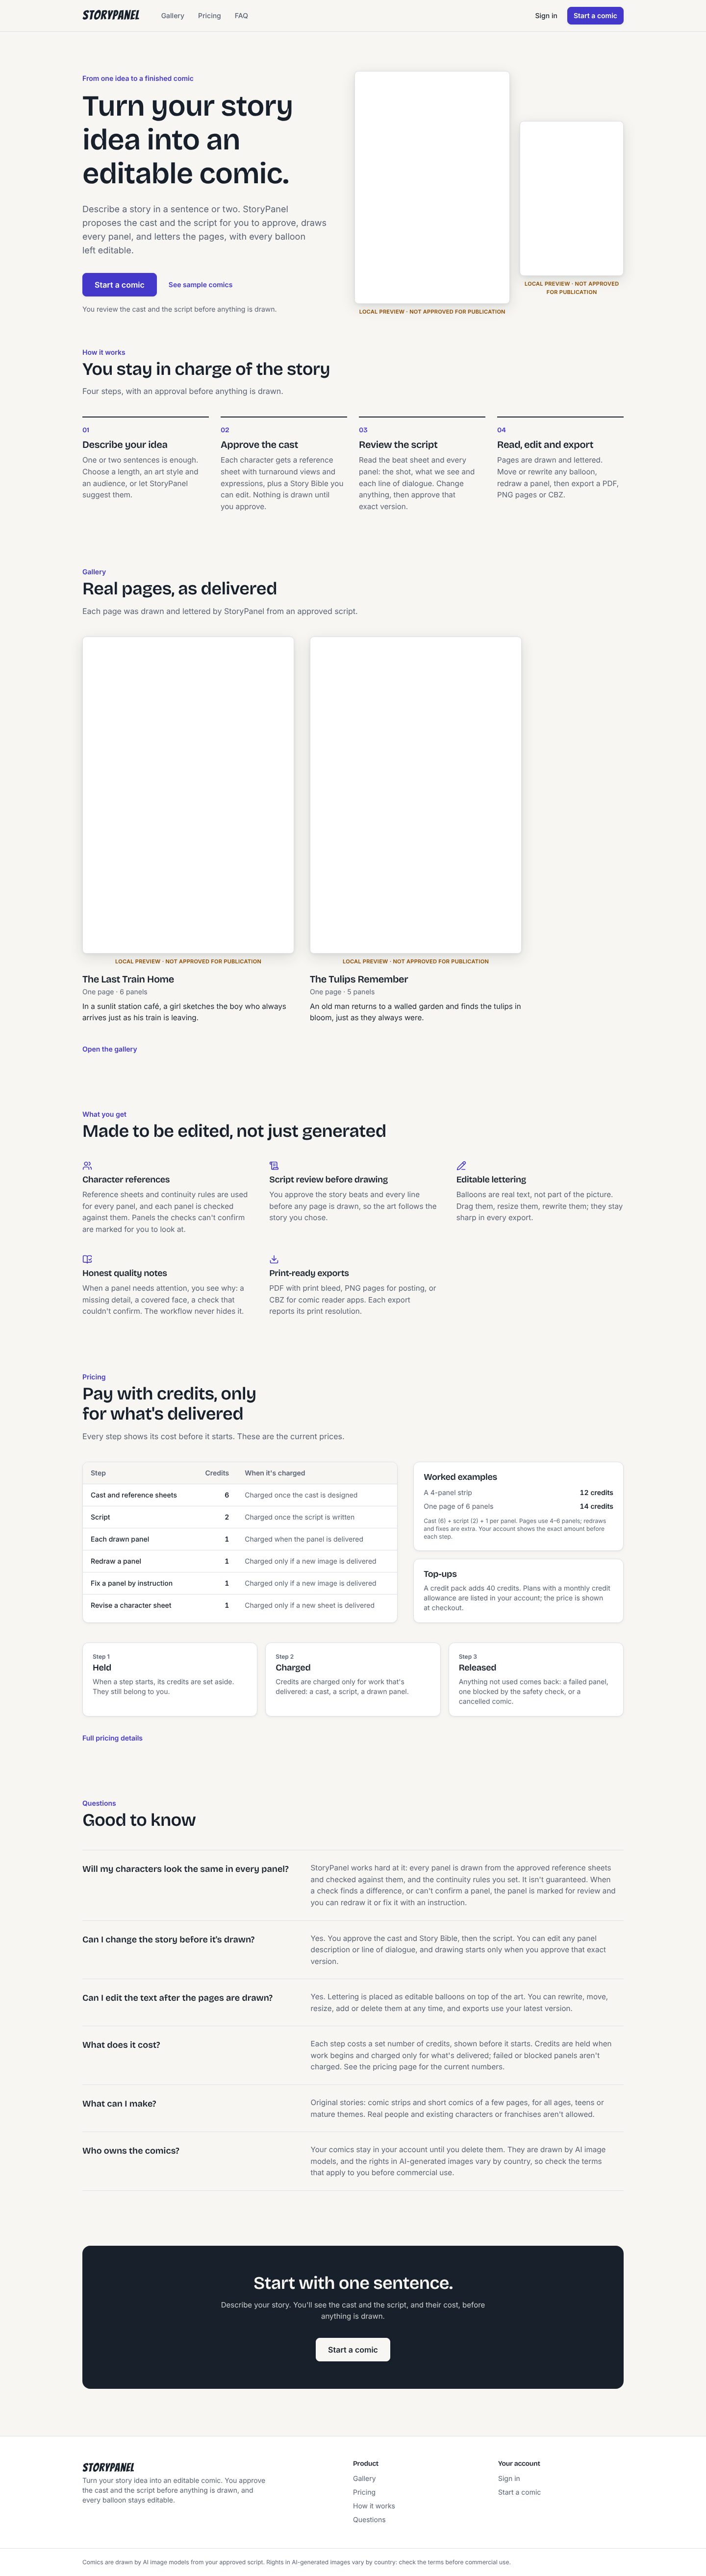 STORYPANEL
Gallery
Pricing
FAQ
Sign in
Start a comic
From one idea to a finished comic
Turn your story
idea into an
editable comic.
Describe a story in a sentence or two. StoryPanel
proposes the cast and the script for you to approve, draws
every panel, and letters the pages, with every balloon
left editable.
Start a comic
See sample comics
You review the cast and the script before anything is drawn.
LOCAL PREVIEW · NOT APPROVED FOR PUBLICATION
LOCAL PREVIEW · NOT APPROVED
FOR PUBLICATION
How it works
You stay in charge of the story
Four steps, with an approval before anything is drawn.
01
Describe your idea
One or two sentences is enough.
Choose a length, an art style and
an audience, or let StoryPanel
suggest them.
02
Approve the cast
Each character gets a reference
sheet with turnaround views and
expressions, plus a Story Bible you
can edit. Nothing is drawn until
you approve.
03
Review the script
Read the beat sheet and every
panel: the shot, what we see and
each line of dialogue. Change
anything, then approve that
exact version.
04
Read, edit and export
Pages are drawn and lettered.
Move or rewrite any balloon,
redraw a panel, then export a PDF,
PNG pages or CBZ.
Gallery
Real pages, as delivered
Each page was drawn and lettered by StoryPanel from an approved script.
LOCAL PREVIEW · NOT APPROVED FOR PUBLICATION
The Last Train Home
One page · 6 panels
In a sunlit station café, a girl sketches the boy who always
arrives just as his train is leaving.
LOCAL PREVIEW · NOT APPROVED FOR PUBLICATION
The Tulips Remember
One page · 5 panels
An old man returns to a walled garden and finds the tulips in
bloom, just as they always were.
Open the gallery
What you get
Made to be edited, not just generated
Character references
Reference sheets and continuity rules are used
for every panel, and each panel is checked
against them. Panels the checks can't confirm
are marked for you to look at.
Script review before drawing
You approve the story beats and every line
before any page is drawn, so the art follows the
story you chose.
Editable lettering
Balloons are real text, not part of the picture.
Drag them, resize them, rewrite them; they stay
sharp in every export.
Honest quality notes
When a panel needs attention, you see why: a
missing detail, a covered face, a check that
couldn't confirm. The workflow never hides it.
Print-ready exports
PDF with print bleed, PNG pages for posting, or
CBZ for comic reader apps. Each export
reports its print resolution.
Pricing
Pay with credits, only
for what's delivered
Every step shows its cost before it starts. These are the current prices.
Step Credits When it's charged
Cast and reference sheets 6 Charged once the cast is designed
Script 2 Charged once the script is written
Each drawn panel 1 Charged when the panel is delivered
Redraw a panel 1 Charged only if a new image is delivered
Fix a panel by instruction 1 Charged only if a new image is delivered
Revise a character sheet 1 Charged only if a new sheet is delivered
Worked examples
A 4-panel strip 12 credits
One page of 6 panels 14 credits
Cast (6) + script (2) + 1 per panel. Pages use 4–6 panels; redraws
and fixes are extra. Your account shows the exact amount before
each step.
Top-ups
A credit pack adds 40 credits. Plans with a monthly credit
allowance are listed in your account; the price is shown
at checkout.
Step 1
Held
When a step starts, its credits are set aside.
They still belong to you.
Step 2
Charged
Credits are charged only for work that's
delivered: a cast, a script, a drawn panel.
Step 3
Released
Anything not used comes back: a failed panel,
one blocked by the safety check, or a
cancelled comic.
Full pricing details
Questions
Good to know
Will my characters look the same in every panel?
StoryPanel works hard at it: every panel is drawn from the approved reference sheets
and checked against them, and the continuity rules you set. It isn't guaranteed. When
a check finds a difference, or can't confirm a panel, the panel is marked for review and
you can redraw it or fix it with an instruction.
Can I change the story before it's drawn?
Yes. You approve the cast and Story Bible, then the script. You can edit any panel
description or line of dialogue, and drawing starts only when you approve that exact
version.
Can I edit the text after the pages are drawn?
Yes. Lettering is placed as editable balloons on top of the art. You can rewrite, move,
resize, add or delete them at any time, and exports use your latest version.
What does it cost?
Each step costs a set number of credits, shown before it starts. Credits are held when
work begins and charged only for what's delivered; failed or blocked panels aren't
charged. See the pricing page for the current numbers.
What can I make?
Original stories: comic strips and short comics of a few pages, for all ages, teens or
mature themes. Real people and existing characters or franchises aren't allowed.
Who owns the comics?
Your comics stay in your account until you delete them. They are drawn by AI image
models, and the rights in AI-generated images vary by country, so check the terms
that apply to you before commercial use.
Start with one sentence.
Describe your story. You'll see the cast and the script, and their cost, before
anything is drawn.
Start a comic
STORYPANEL
Turn your story idea into an editable comic. You approve
the cast and the script before anything is drawn, and
every balloon stays editable.
Product
Gallery
Pricing
How it works
Questions
Your account
Sign in
Start a comic
Comics are drawn by AI image models from your approved script. Rights in AI-generated images vary by country: check the terms before commercial use.